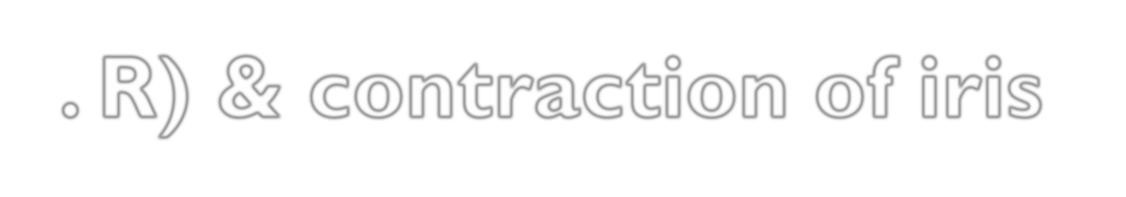 . R) & contraction of iris